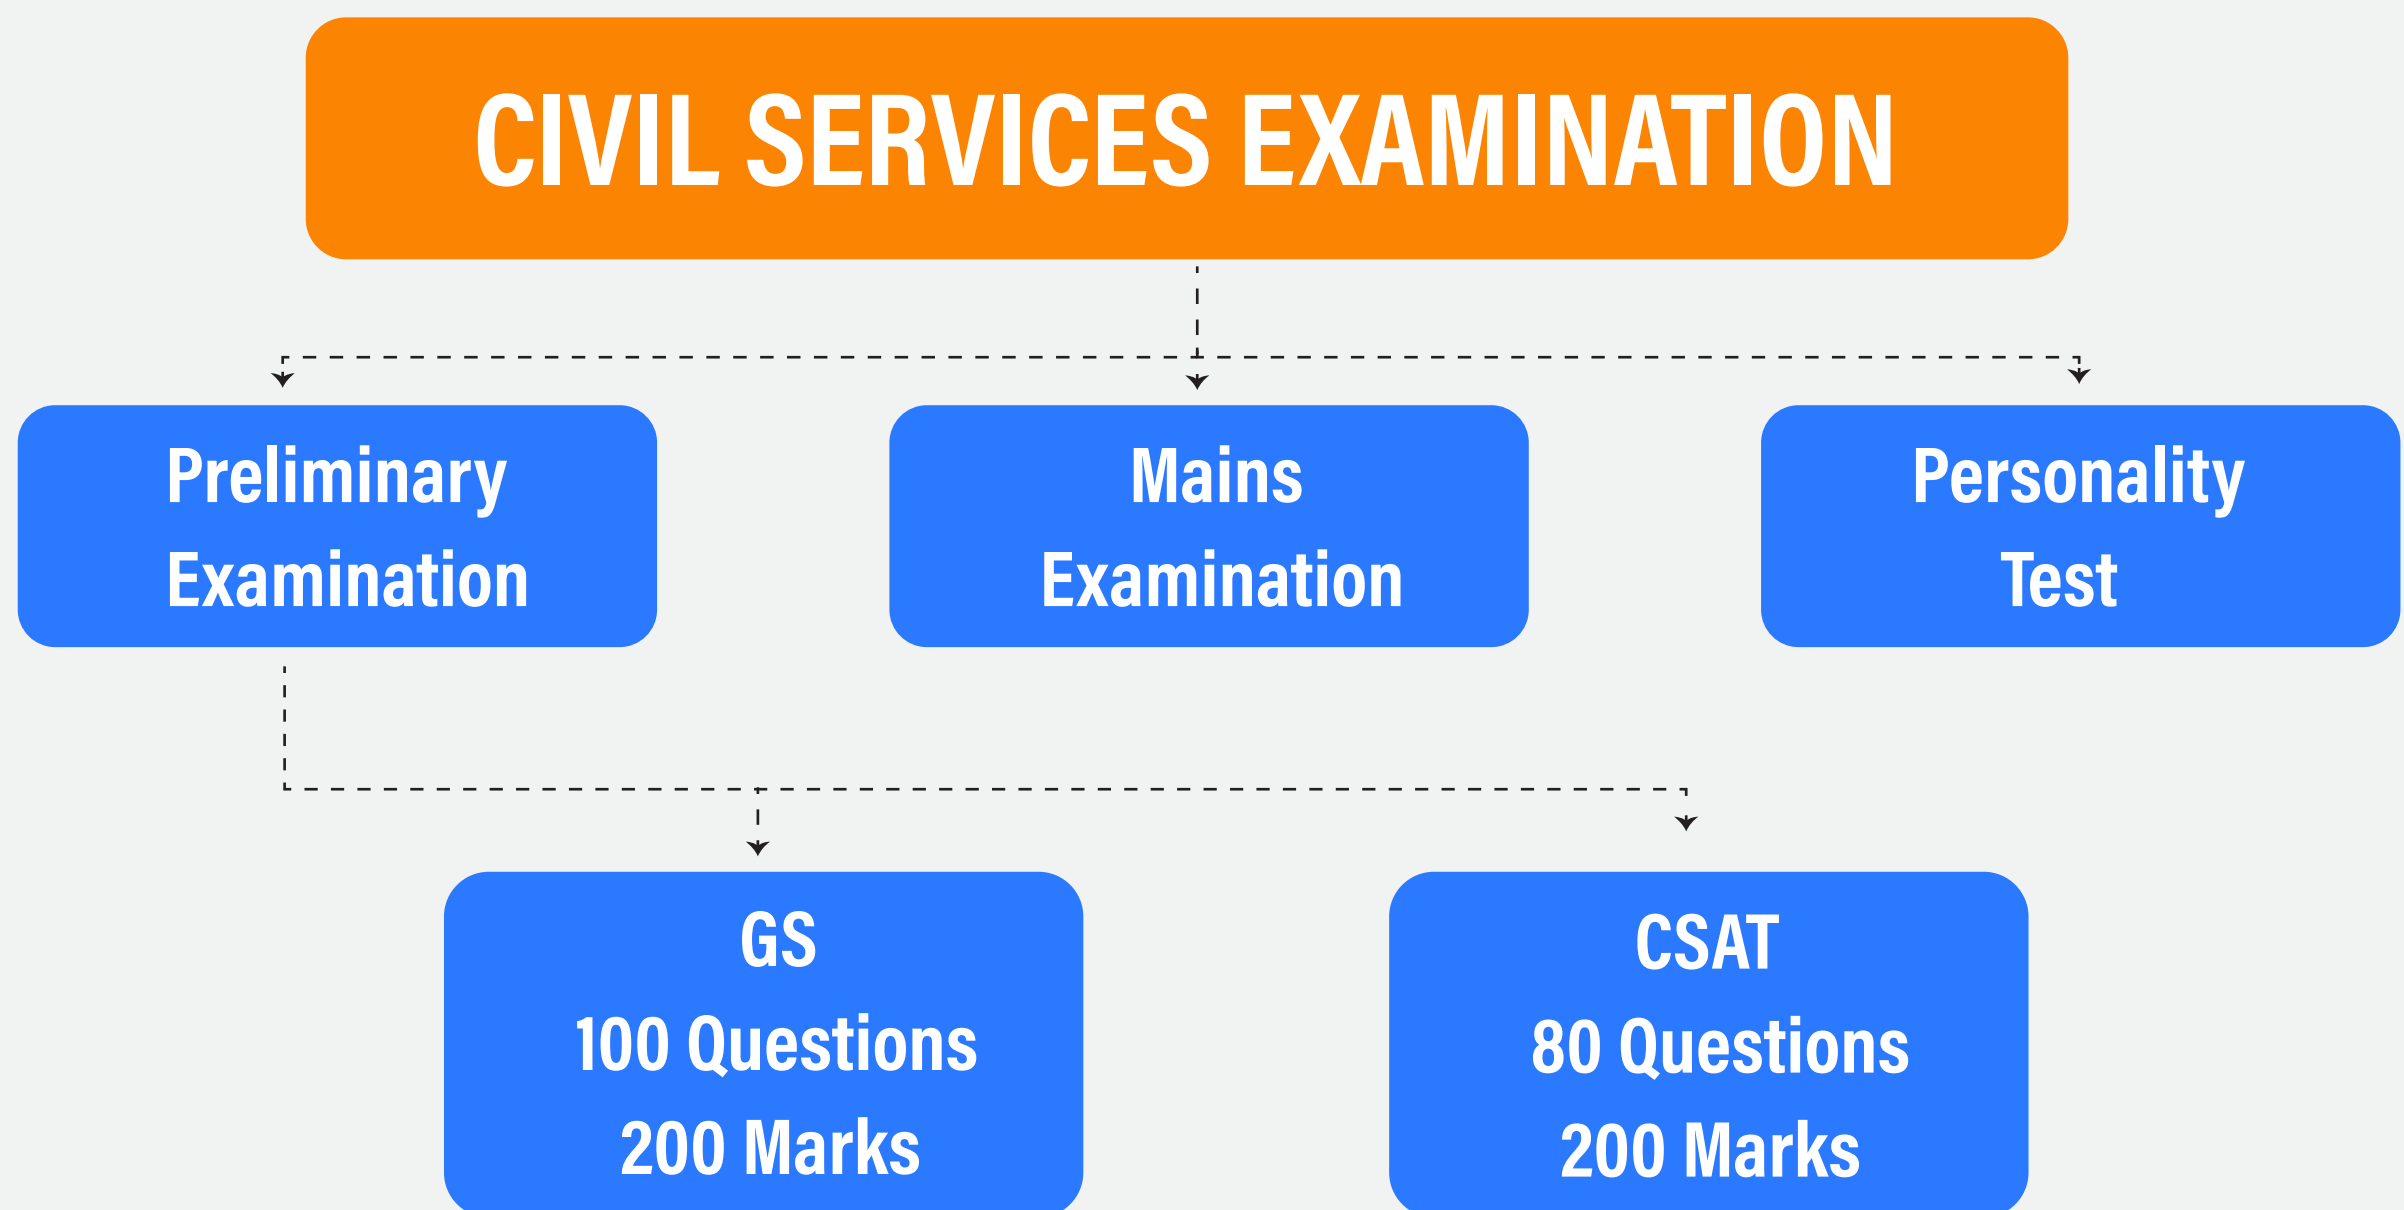 CIVIL SERVICES EXAMINATION
Preliminary
Examination
Mains
Examination
Personality
Test
GS
100 Questions
200 Marks
CSAT
80 Questions
200 Marks